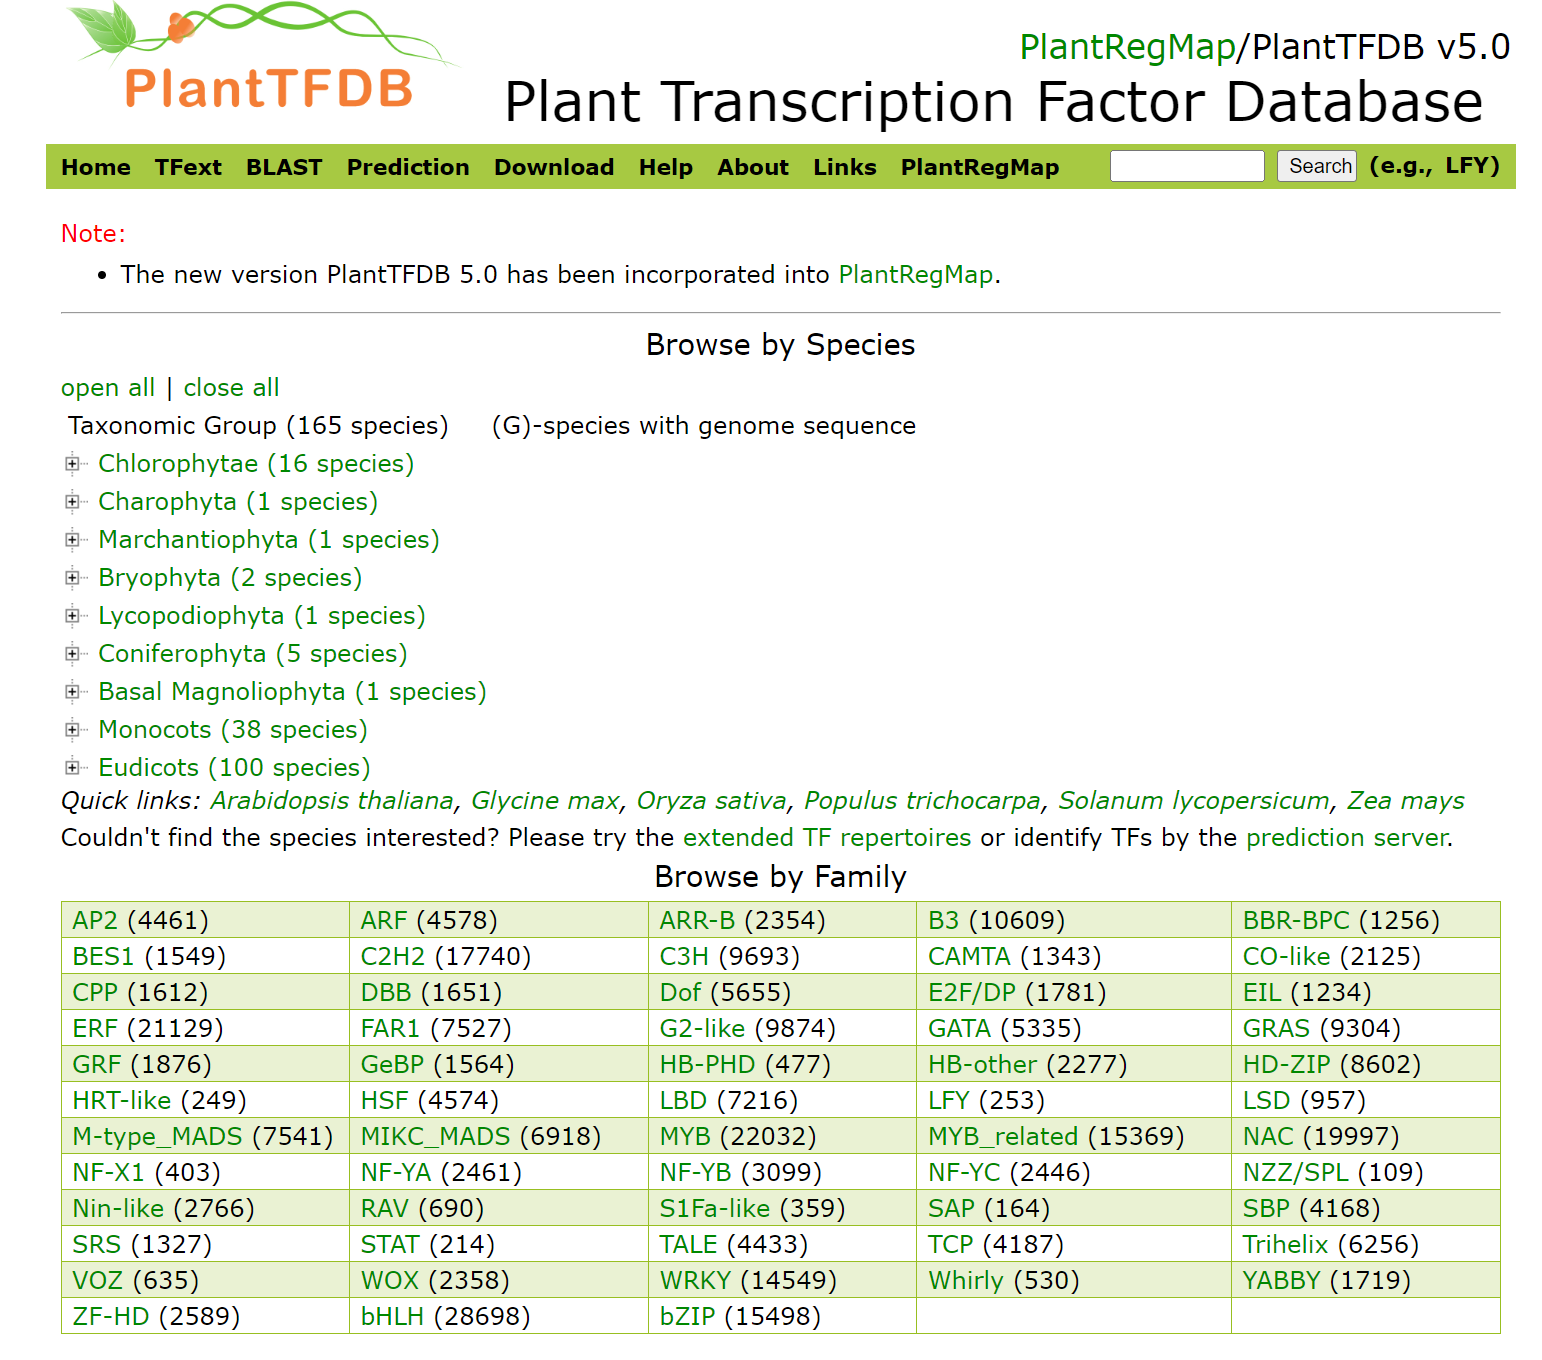 PlantTFDB
PlantRegMap/PlantTFDB v5.0
Plant Transcription Factor Database
Home TFext BLAST Prediction Download Help About Links PlantRegMap Search (e.g., LFY)
Note:
• The new version PlantTFDB 5.0 has been incorporated into PlantRegMap.
Browse by Species
open all | close all
Taxonomic Group (165 species) (G)-species with genome sequence
Chlorophytae (16 species)
Charophyta (1 species)
Marchantiophyta (1 species)
Bryophyta (2 species)
Lycopodiophyta (1 species)
Coniferophyta (5 species)
Basal Magnoliophyta (1 species)
Monocots (38 species)
Eudicots (100 species)
Quick links: Arabidopsis thaliana, Glycine max, Oryza sativa, Populus trichocarpa, Solanum lycopersicum, Zea mays
Couldn't find the species interested? Please try the extended TF repertoires or identify TFs by the prediction server.
Browse by Family
AP2 (4461) ARF (4578) ARR-B (2354) B3 (10609) BBR-BPC (1256)
BES1 (1549) C2H2 (17740) C3H (9693) CAMTA (1343) CO-like (2125)
CPP (1612) DBB (1651) Dof (5655) E2F/DP (1781) EIL (1234)
ERF (21129) FAR1 (7527) G2-like (9874) GATA (5335) GRAS (9304)
GRF (1876) GeBP (1564) HB-PHD (477) HB-other (2277) HD-ZIP (8602)
HRT-like (249) HSF (4574) LBD (7216) LFY (253) LSD (957)
M-type_MADS (7541) MIKC_MADS (6918) MYB (22032) MYB_related (15369) NAC (19997)
NF-X1 (403) NF-YA (2461) NF-YB (3099) NF-YC (2446) NZZ/SPL (109)
Nin-like (2766) RAV (690) S1Fa-like (359) SAP (164) SBP (4168)
SRS (1327) STAT (214) TALE (4433) TCP (4187) Trihelix (6256)
VOZ (635) WOX (2358) WRKY (14549) Whirly (530) YABBY (1719)
ZF-HD (2589) bHLH (28698) bZIP (15498)